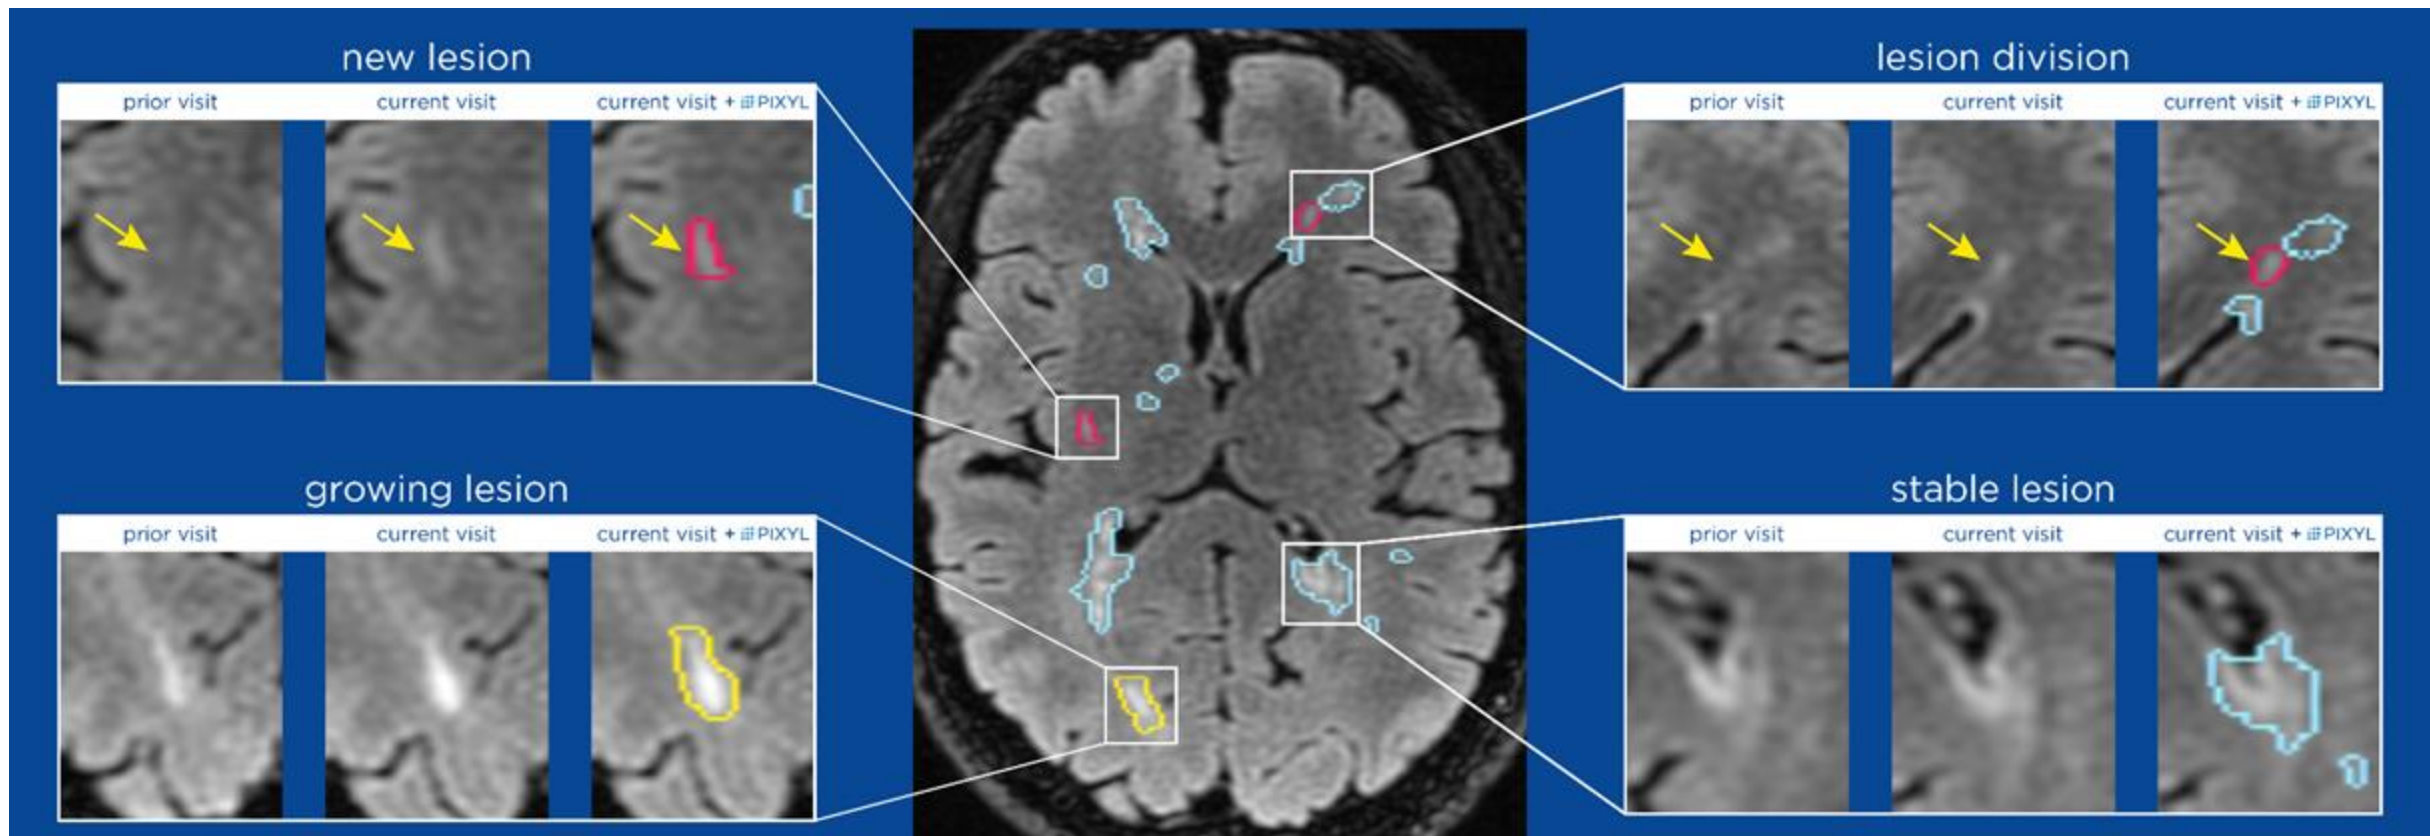 new lesion
prior visit
current visit
current visit + PIXYL
lesion division
prior visit
current visit
current visit + PIXYL
growing lesion
prior visit
current visit
current visit + PIXYL
stable lesion
prior visit
current visit
current visit + PIXYL